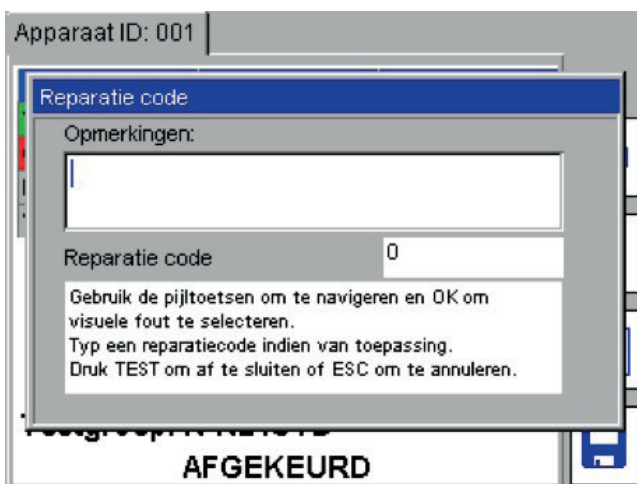 Apparaat ID: 001
Reparatie code
Opmerkingen:
Reparatie code
0
Gebruik de pijltoetsen om te navigeren en OK om
visuele fout te selecteren.
Typ een reparatiecode indien van toepassing.
Druk TEST om af te sluiten of ESC om te annuleren.
AFGEKEURD